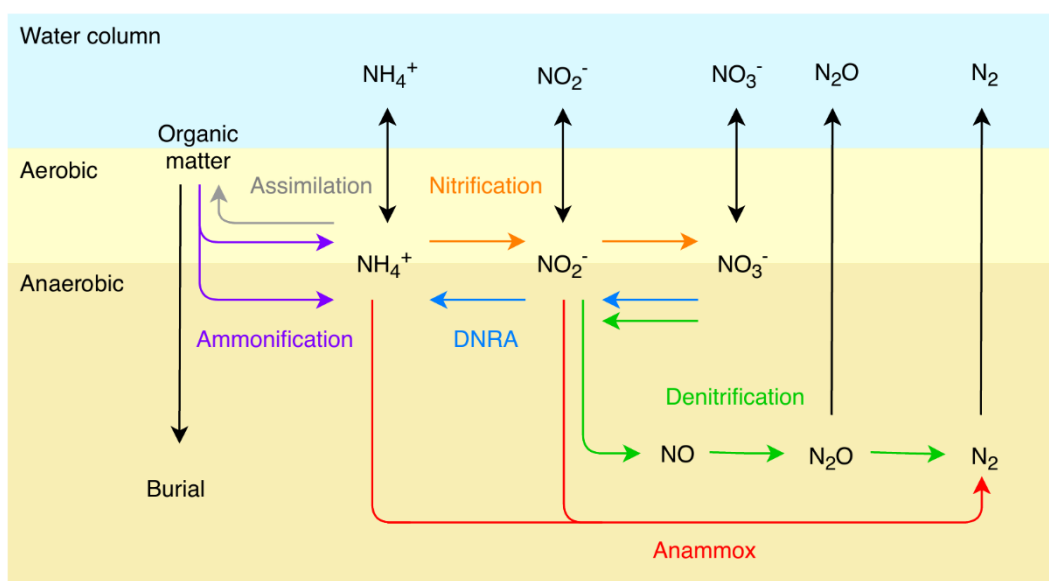 Water column
NH₄⁺
NO₂⁻
NO₃⁻
N₂O
N₂
Organic
matter
Aerobic
Assimilation
Nitrification
NH₄⁺
NO₂⁻
NO₃⁻
Anaerobic
Ammonification
DNRA
Denitrification
NO
N₂O
N₂
Burial
Anammox